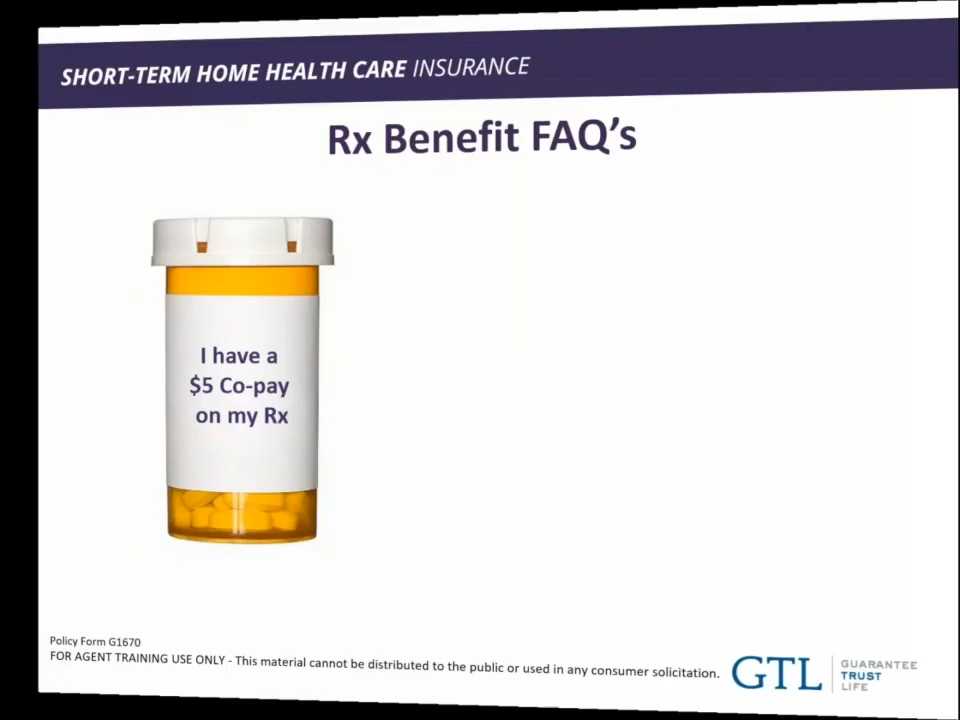 SHORT-TERM HOME HEALTH CARE INSURANCE
Rx Benefit FAQ's
I have a
$5 Co-pay
on my Rx
Policy Form G1670
FOR AGENT TRAINING USE ONLY - This material cannot be distributed to the public or used in any consumer solicitation.
GTL
GUARANTEE
TRUST
LIFE